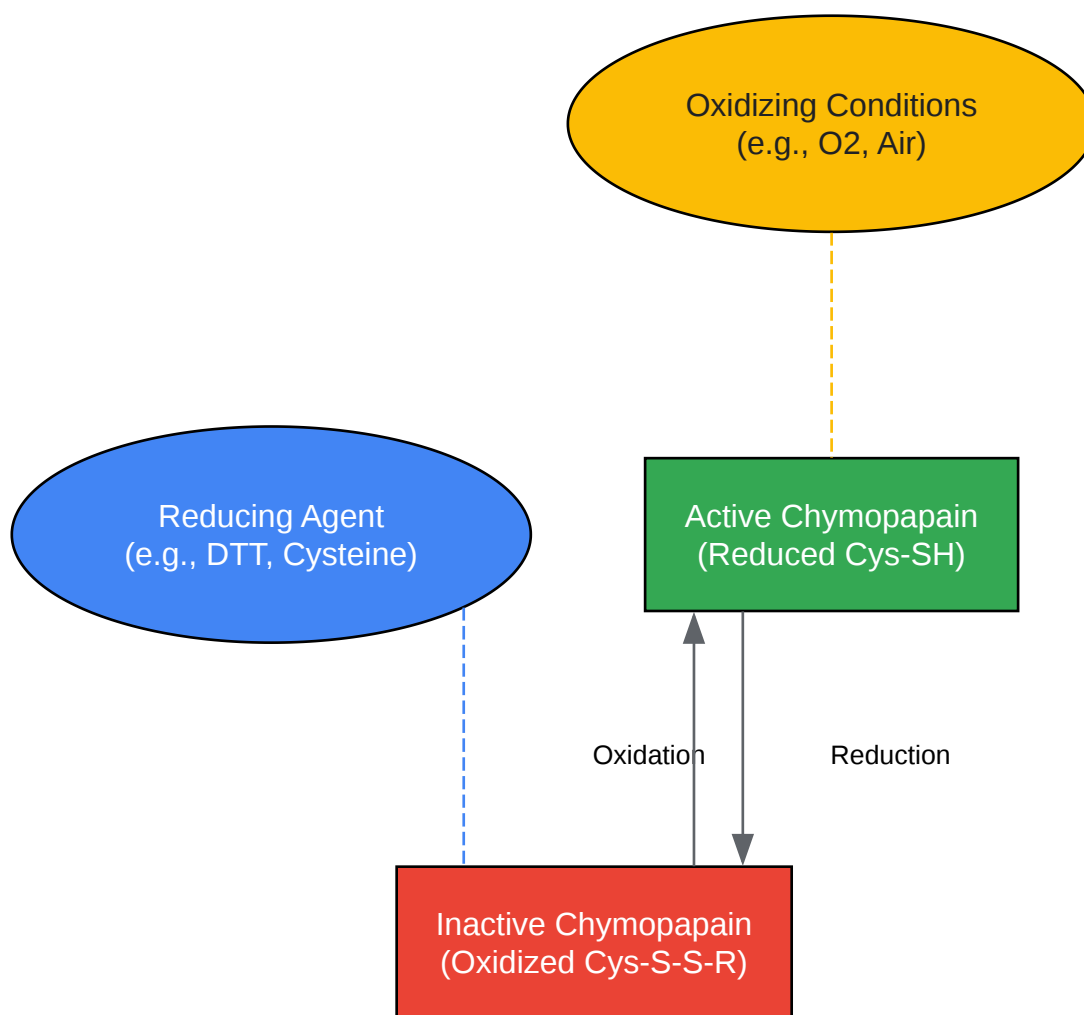 Oxidizing Conditions
(e.g., O2, Air)
Reducing Agent
(e.g., DTT, Cysteine)
Active Chymopapain
(Reduced Cys-SH)
Oxidation
Reduction
Inactive Chymopapain
(Oxidized Cys-S-S-R)